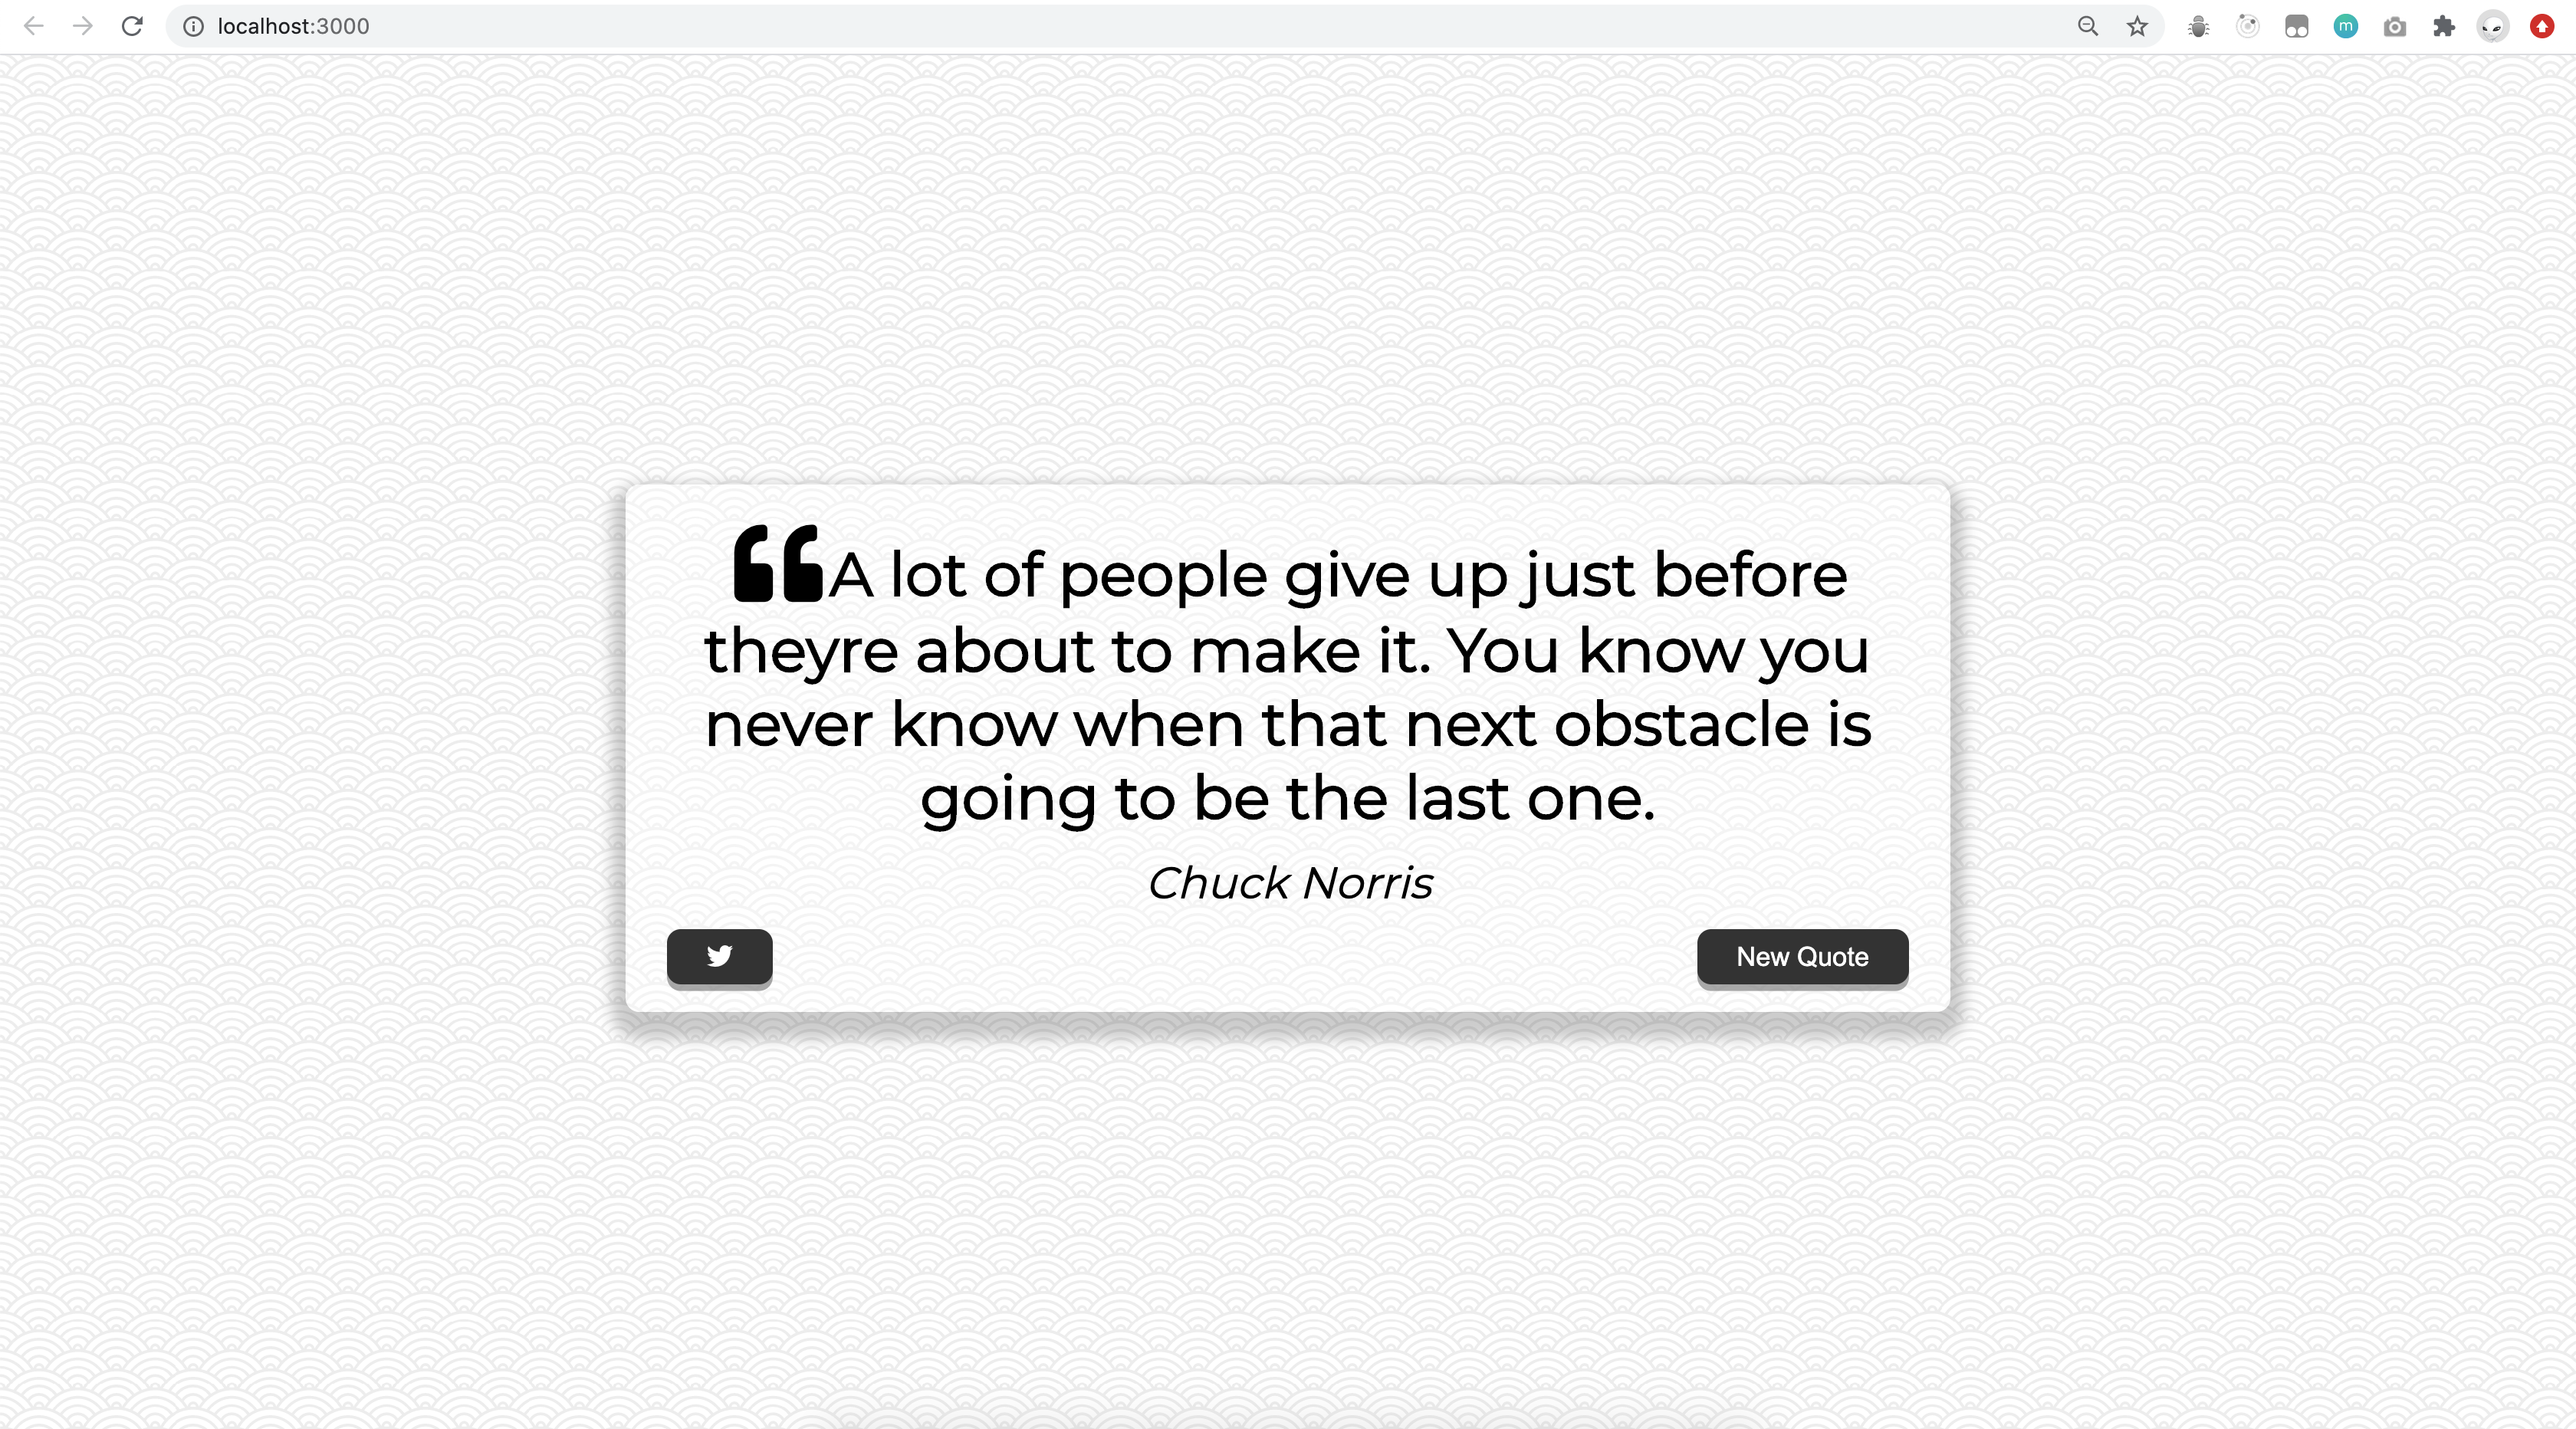 localhost:3000
m
“A lot of people give up just before
theyre about to make it. You know you
never know when that next obstacle is
going to be the last one.
Chuck Norris
New Quote